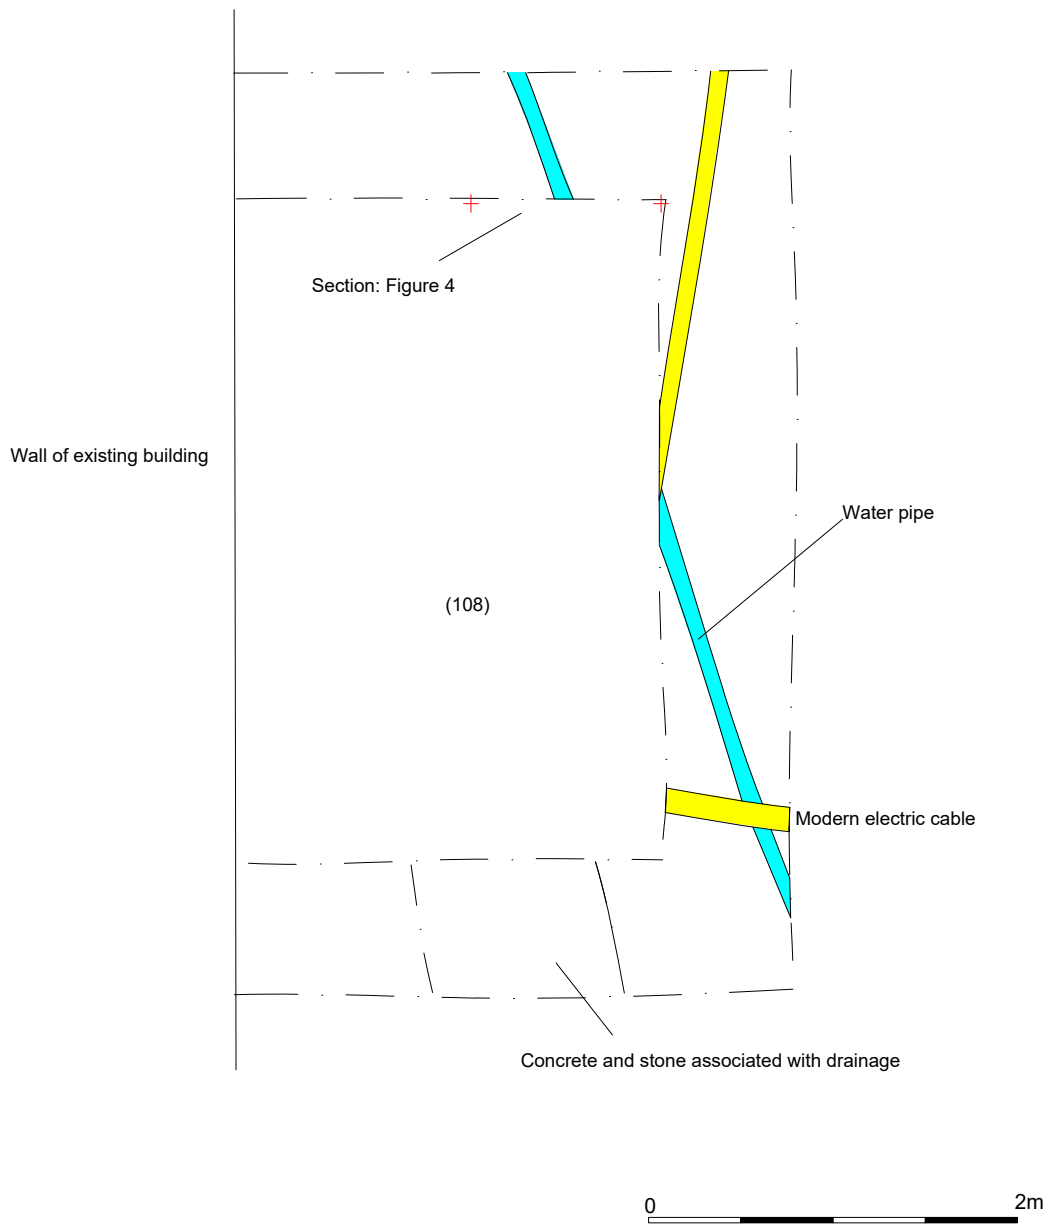 Section: Figure 4
Wall of existing building
Water pipe
(108)
Modern electric cable
Concrete and stone associated with drainage
0
2m